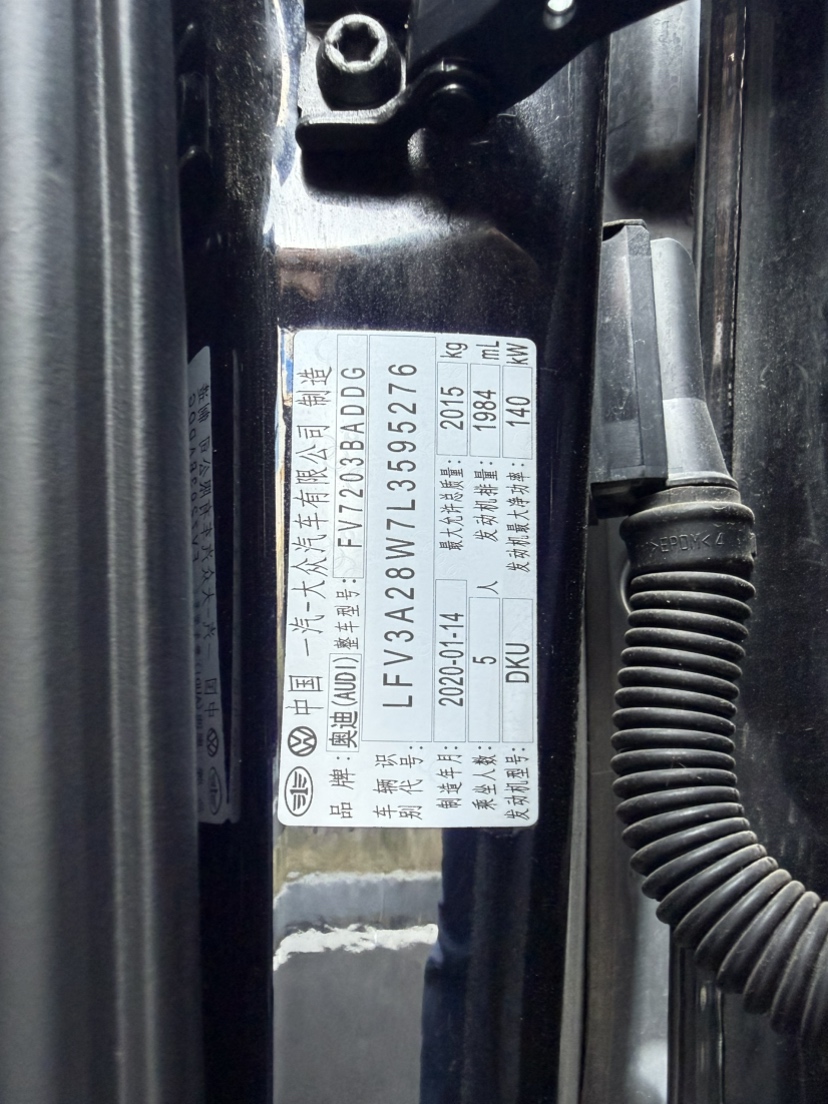 中国 一汽-大众汽车有限公司 制造
品牌: 奥迪(AUDI) 整车型号: FV7203BADDG
车辆识别代号: LFV3A28W7L3595276
制造年月: 2020-01-14 最大允许总质量: 2015 kg
乘坐人数: 5 人 发动机排量: 1984 mL
发动机型号: DKU 发动机最大净功率: 140 kW
>EPDM<